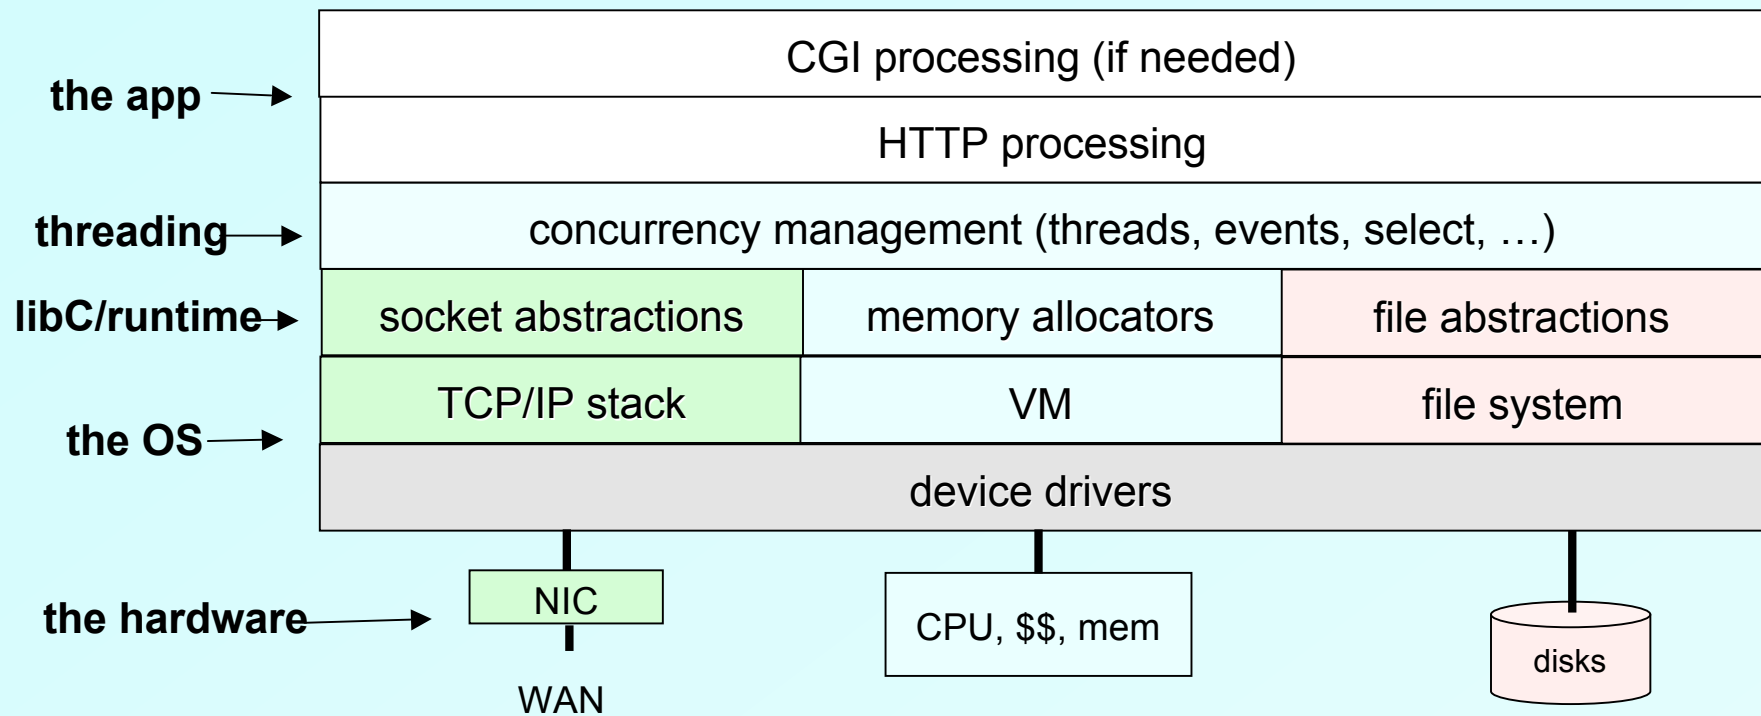 CGI processing (if needed)
the app
HTTP processing
threading
concurrency management (threads, events, select, …)
libC/runtime
socket abstractions
memory allocators
file abstractions
TCP/IP stack
VM
file system
the OS
device drivers
NIC
CPU, $$, mem
the hardware
disks
WAN